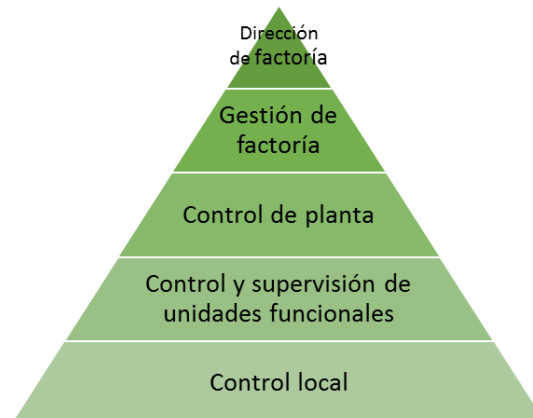 Dirección
de factoría
Gestión de
factoría
Control de planta
Control y supervisión de
unidades funcionales
Control local